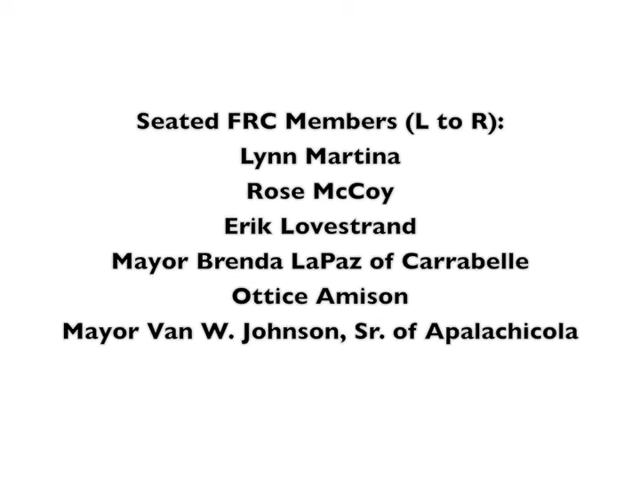 Seated FRC Members (L to R):
Lynn Martina
Rose McCoy
Erik Lovestrand
Mayor Brenda LaPaz of Carrabelle
Ottice Amison
Mayor Van W. Johnson, Sr. of Apalachicola